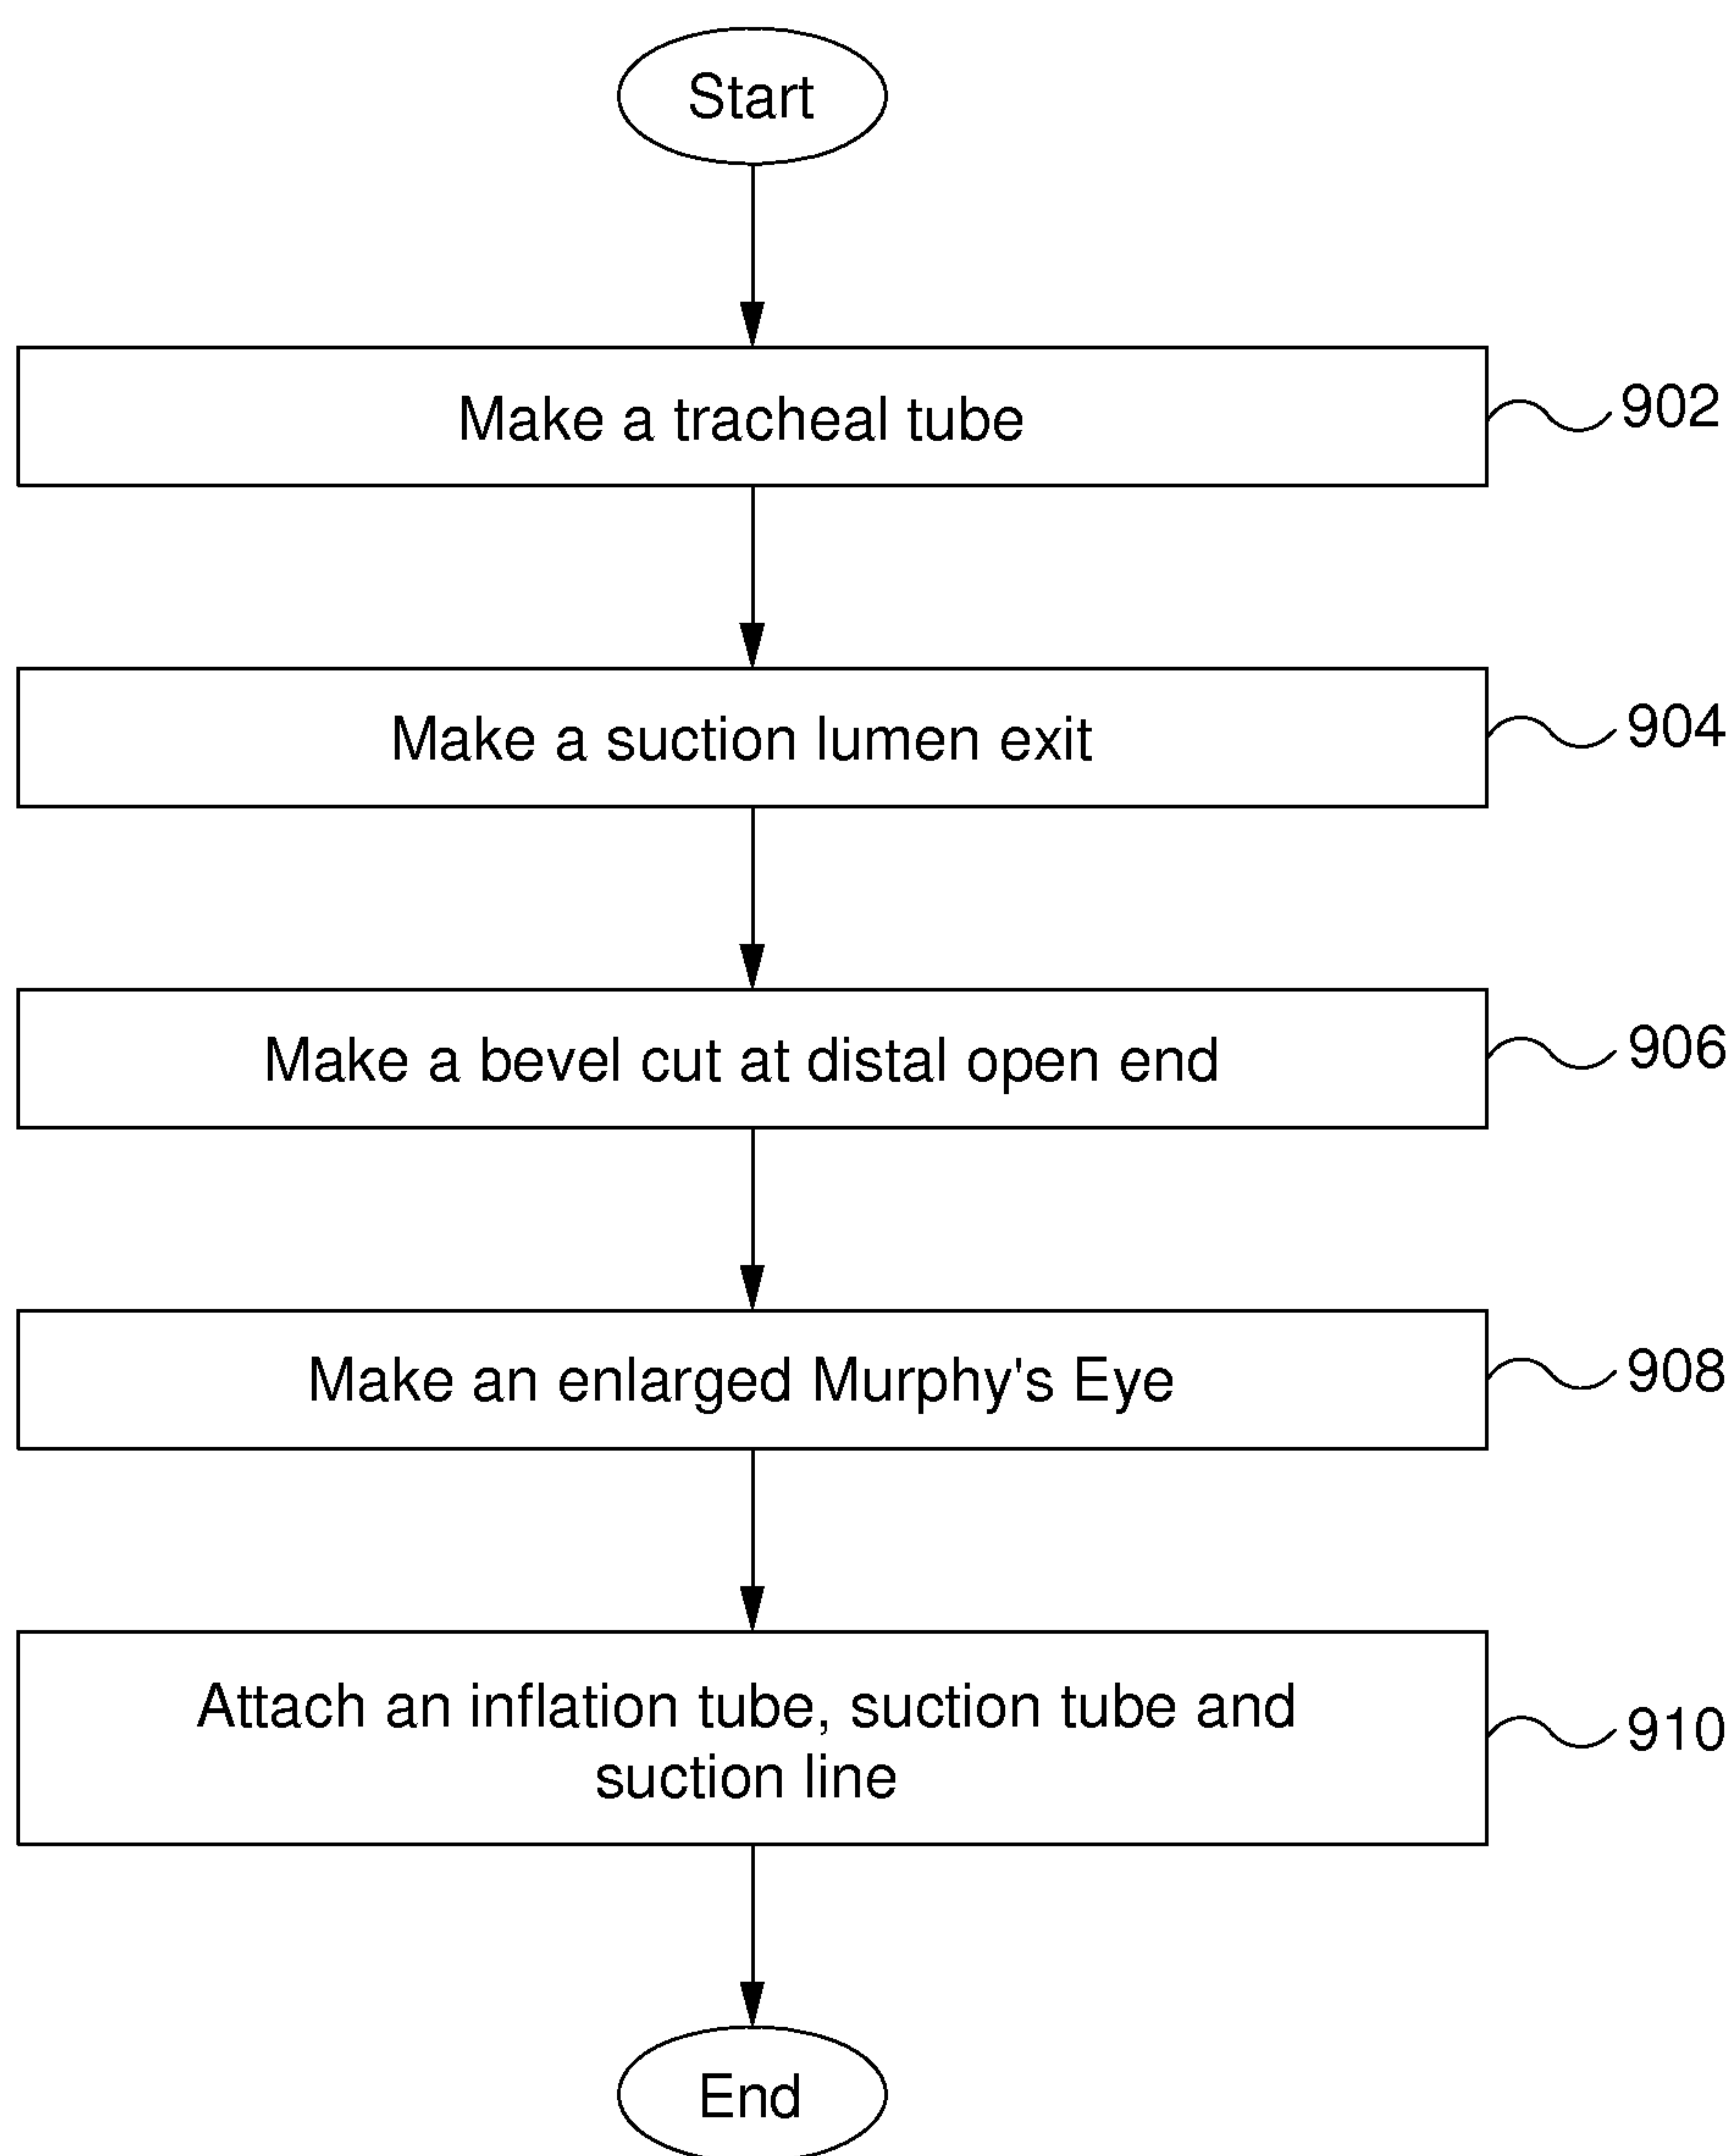 Start
Make a tracheal tube
902
Make a suction lumen exit
904
Make a bevel cut at distal open end
906
Make an enlarged Murphy's Eye
908
Attach an inflation tube, suction tube and
suction line
910
End